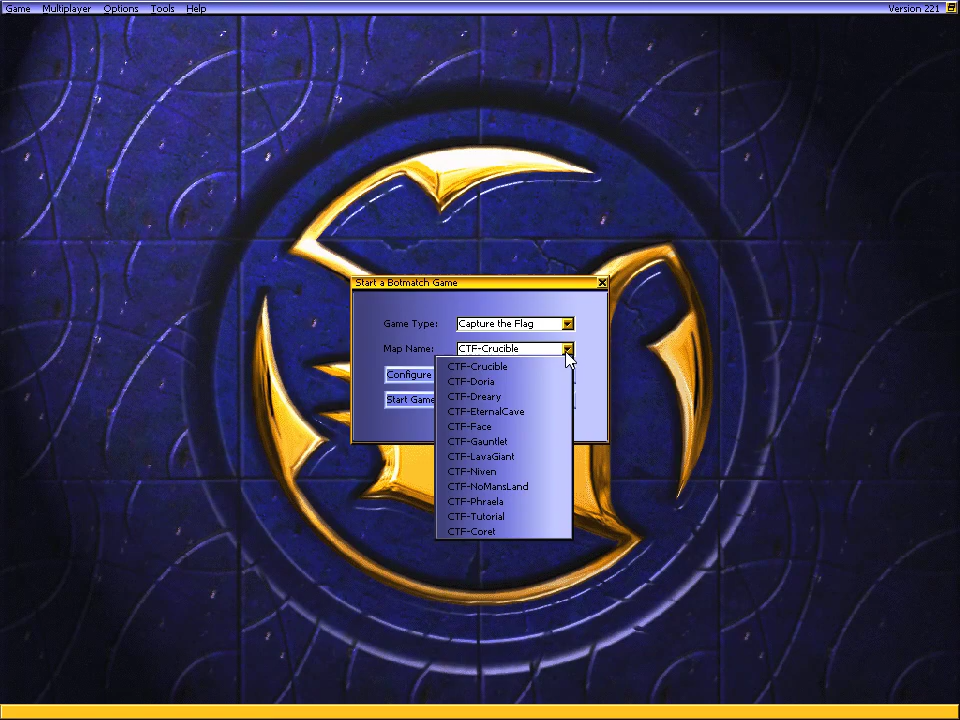 Game Multiplayer Options Tools Help Version 221
Start a Botmatch Game
Game Type: Capture the Flag
Map Name: CTF-Crucible
CTF-Crucible
CTF-Doria
Configure
CTF-Dreary
Start Game
CTF-EternalCave
CTF-Face
CTF-Gauntlet
CTF-LavaGiant
CTF-Niven
CTF-NoMansLand
CTF-Phraela
CTF-Tutorial
CTF-Coret